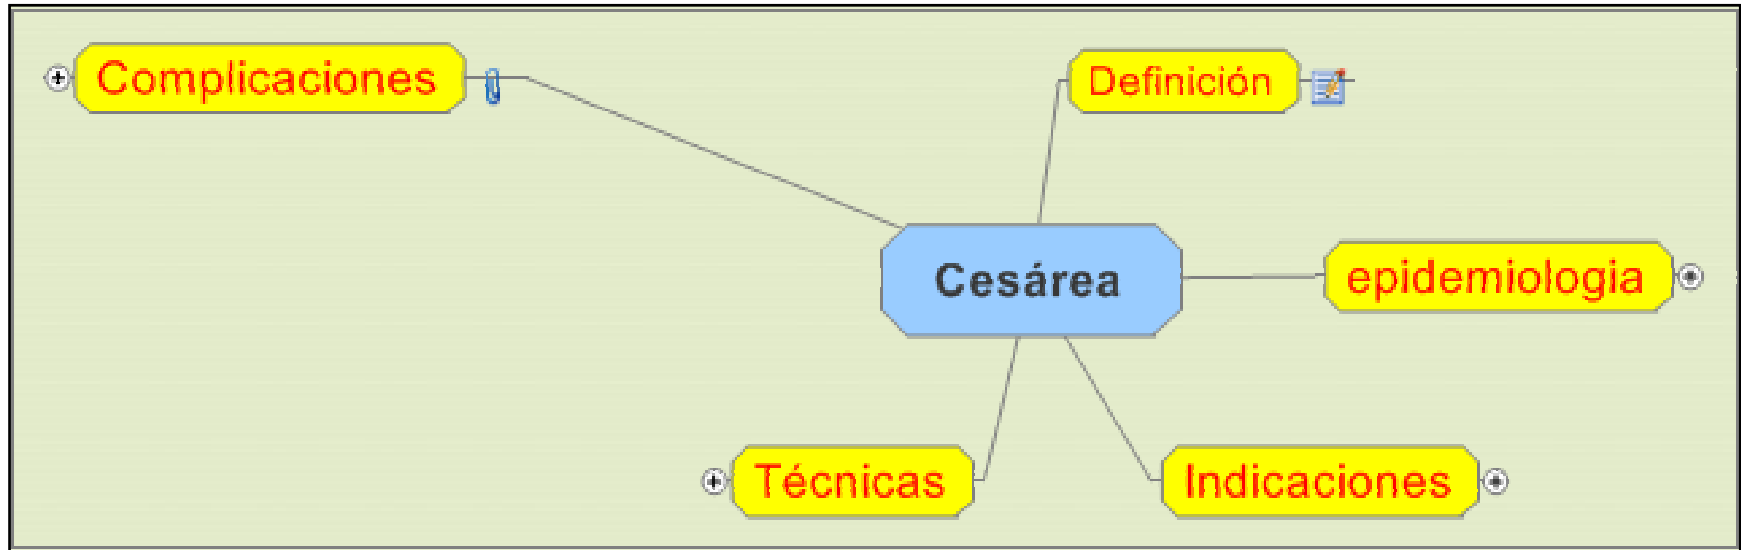 Complicaciones
Definición
Cesárea
epidemiologia
Técnicas
Indicaciones